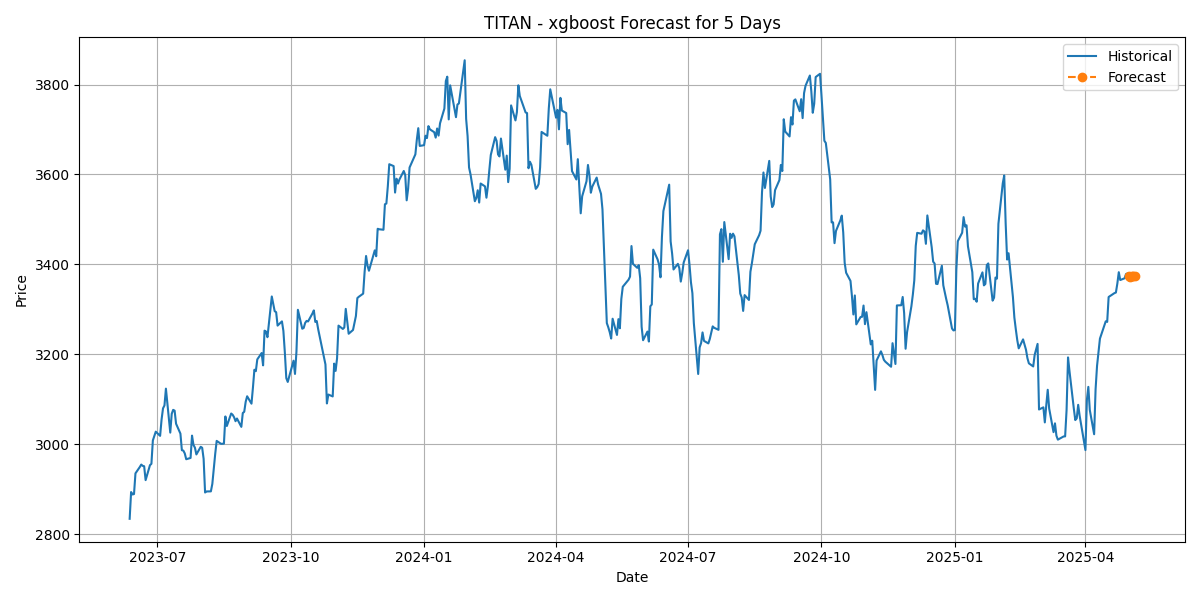 TITAN - xgboost Forecast for 5 Days
Historical
Forecast
3800
3600
3400
3200
3000
2800
Price
2023-07 2023-10 2024-01 2024-04 2024-07 2024-10 2025-01 2025-04
Date